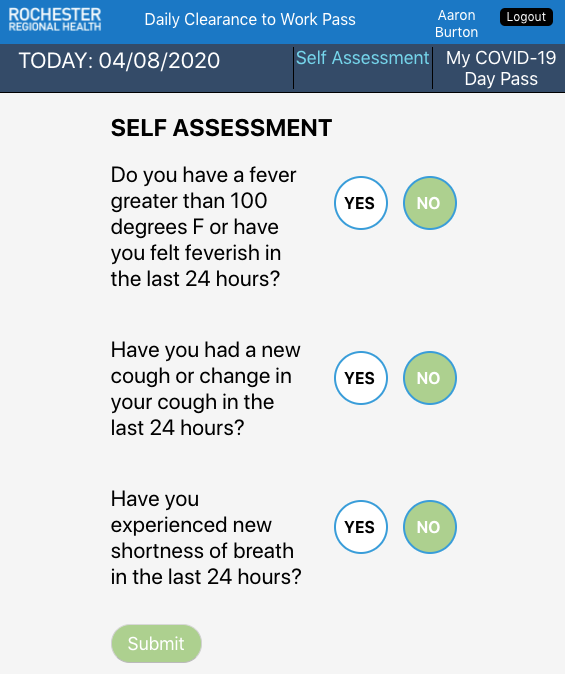 ROCHESTER
REGIONAL HEALTH
Daily Clearance to Work Pass
Aaron
Burton
Logout
TODAY: 04/08/2020
Self Assessment
My COVID-19
Day Pass
SELF ASSESSMENT
Do you have a fever
greater than 100
degrees F or have
you felt feverish in
the last 24 hours?
YES
NO
Have you had a new
cough or change in
your cough in the
last 24 hours?
YES
NO
Have you
experienced new
shortness of breath
in the last 24 hours?
YES
NO
Submit